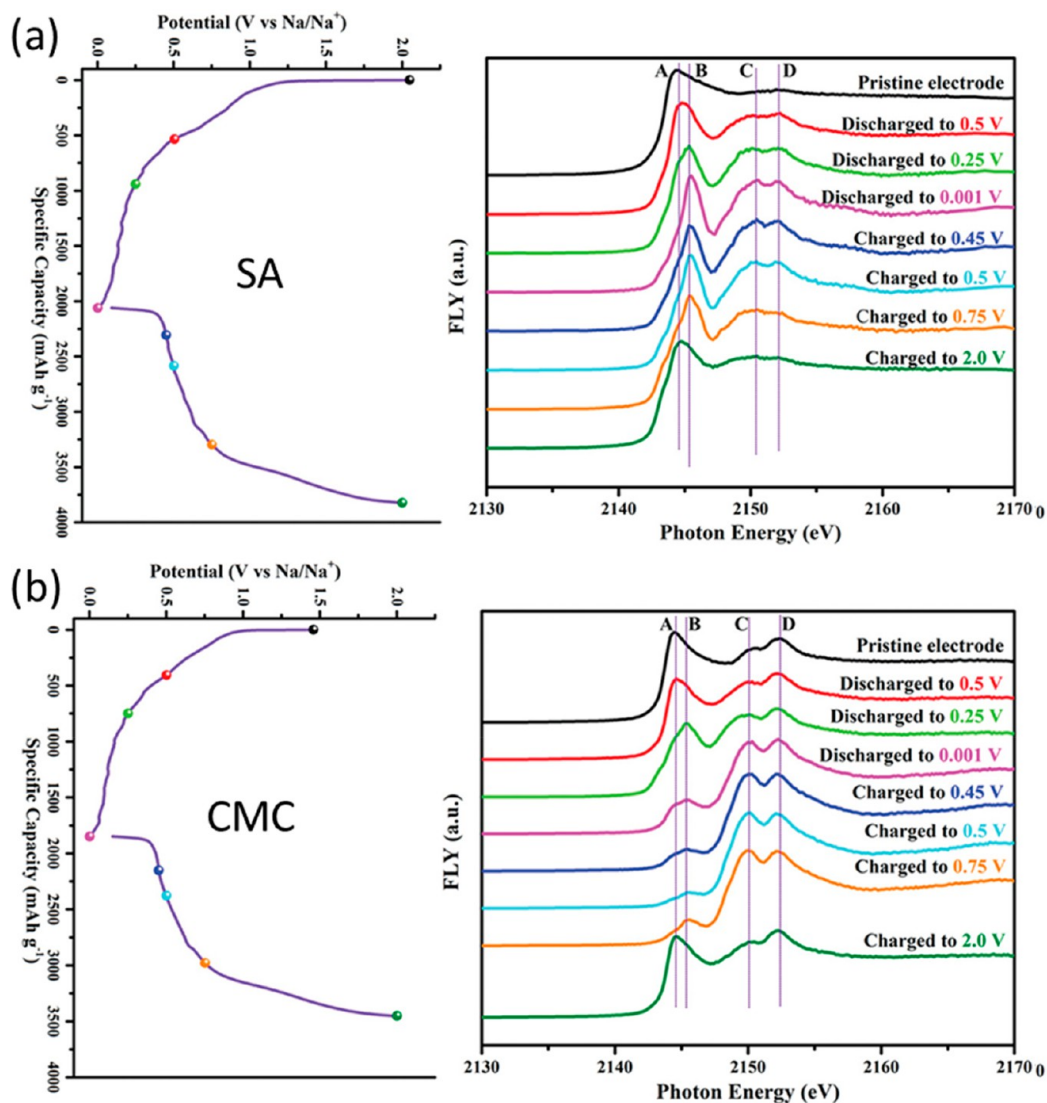 (a)
Potential (V vs Na/Na+)
0.0 0.5 1.0 1.5 2.0
0
500
1000
1500
2000
2500
3000
3500
4000
Specific Capacity (mAh g-1)
SA
A B C D
Pristine electrode
Discharged to 0.5 V
Discharged to 0.25 V
Discharged to 0.001 V
Charged to 0.45 V
Charged to 0.5 V
Charged to 0.75 V
Charged to 2.0 V
FLY (a.u.)
2130 2140 2150 2160 2170 0
Photon Energy (eV)
(b)
Potential (V vs Na/Na+)
0.0 0.5 1.0 1.5 2.0
0
500
1000
1500
2000
2500
3000
3500
4000
Specific Capacity (mAh g-1)
CMC
A B C D
Pristine electrode
Discharged to 0.5 V
Discharged to 0.25 V
Discharged to 0.001 V
Charged to 0.45 V
Charged to 0.5 V
Charged to 0.75 V
Charged to 2.0 V
FLY (a.u.)
2130 2140 2150 2160 2170 0
Photon Energy (eV)